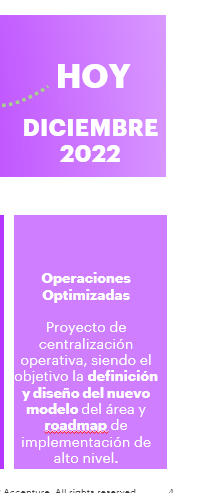 HOY
DICIEMBRE
2022
Operaciones
Optimizadas
Proyecto de
centralización
operativa, siendo el
objetivo la definición
y diseño del nuevo
modelo del área y
roadmap de
implementación de
alto nivel.
Accenture. All rights reserved. 4